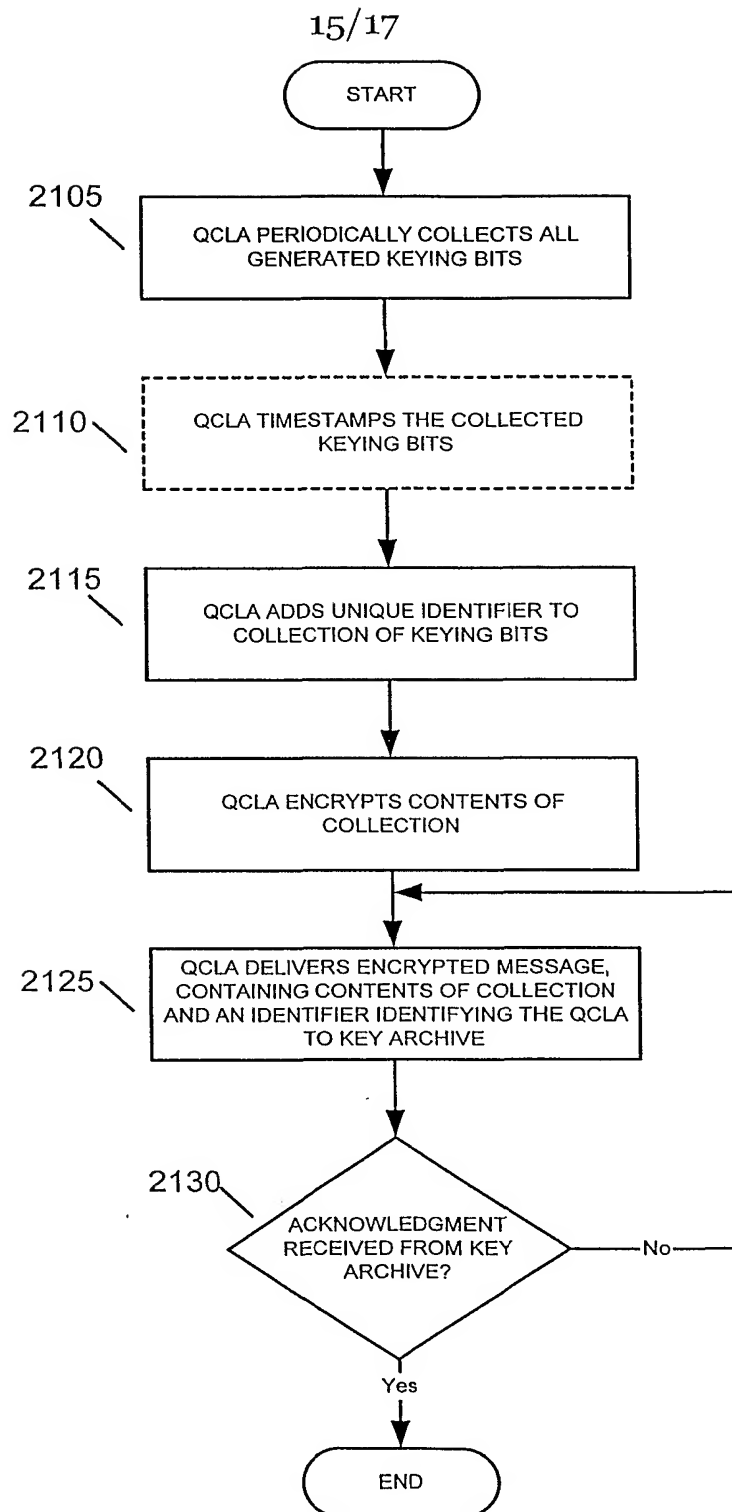 15/17
START
2105
QCLA PERIODICALLY COLLECTS ALL
GENERATED KEYING BITS
2110
QCLA TIMESTAMPS THE COLLECTED
KEYING BITS
2115
QCLA ADDS UNIQUE IDENTIFIER TO
COLLECTION OF KEYING BITS
2120
QCLA ENCRYPTS CONTENTS OF
COLLECTION
2125
QCLA DELIVERS ENCRYPTED MESSAGE,
CONTAINING CONTENTS OF COLLECTION
AND AN IDENTIFIER IDENTIFYING THE QCLA
TO KEY ARCHIVE
2130
ACKNOWLEDGMENT
RECEIVED FROM KEY
ARCHIVE?
No
Yes
END